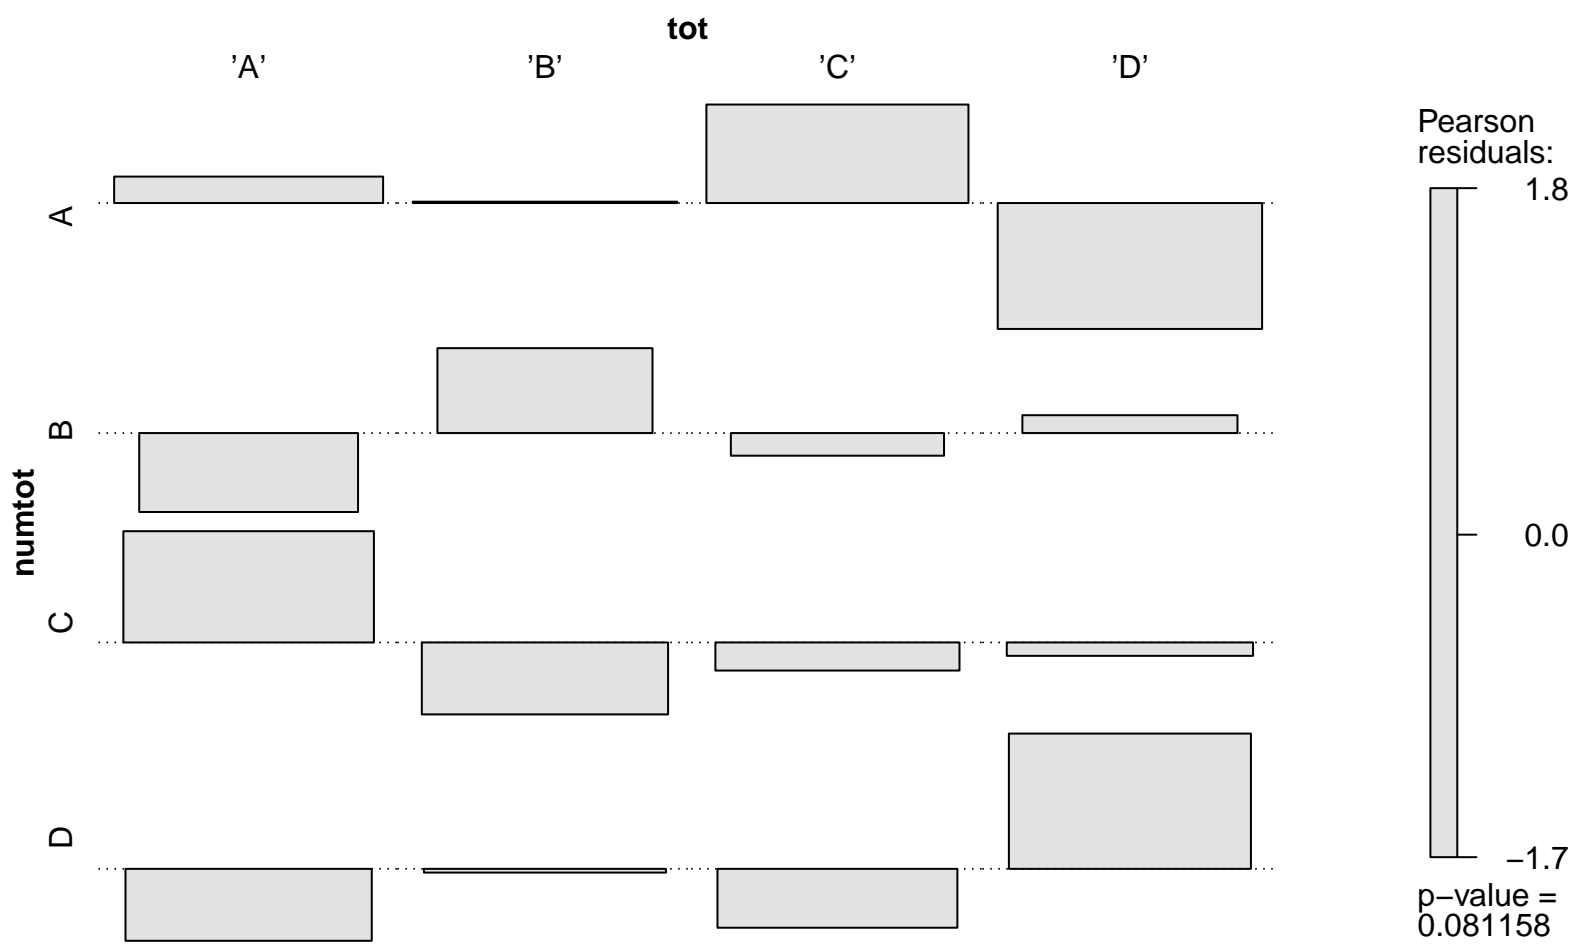 tot
’A’ ’B’ ’C’ ’D’
numtot
A
B
C
D
Pearson
residuals:
1.8
0.0
−1.7
p−value =
0.081158